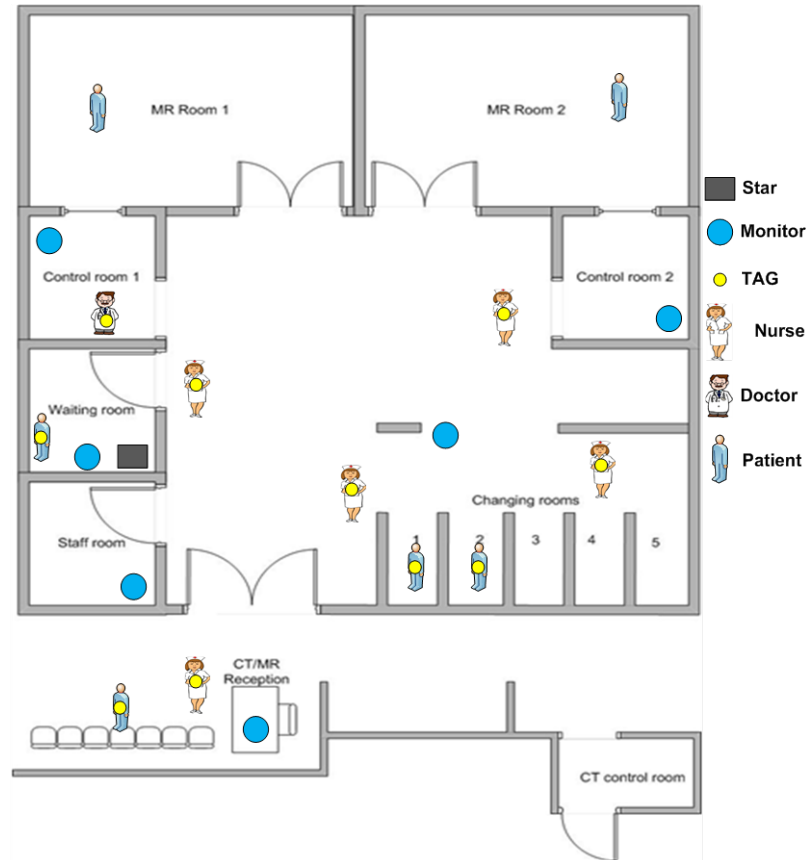 MR Room 1
MR Room 2
Star
Monitor
Control room 1
Control room 2
TAG
Nurse
Doctor
Waiting room
Patient
Changing rooms
Staff room
1
2
3
4
5
CT/MR
Reception
CT control room